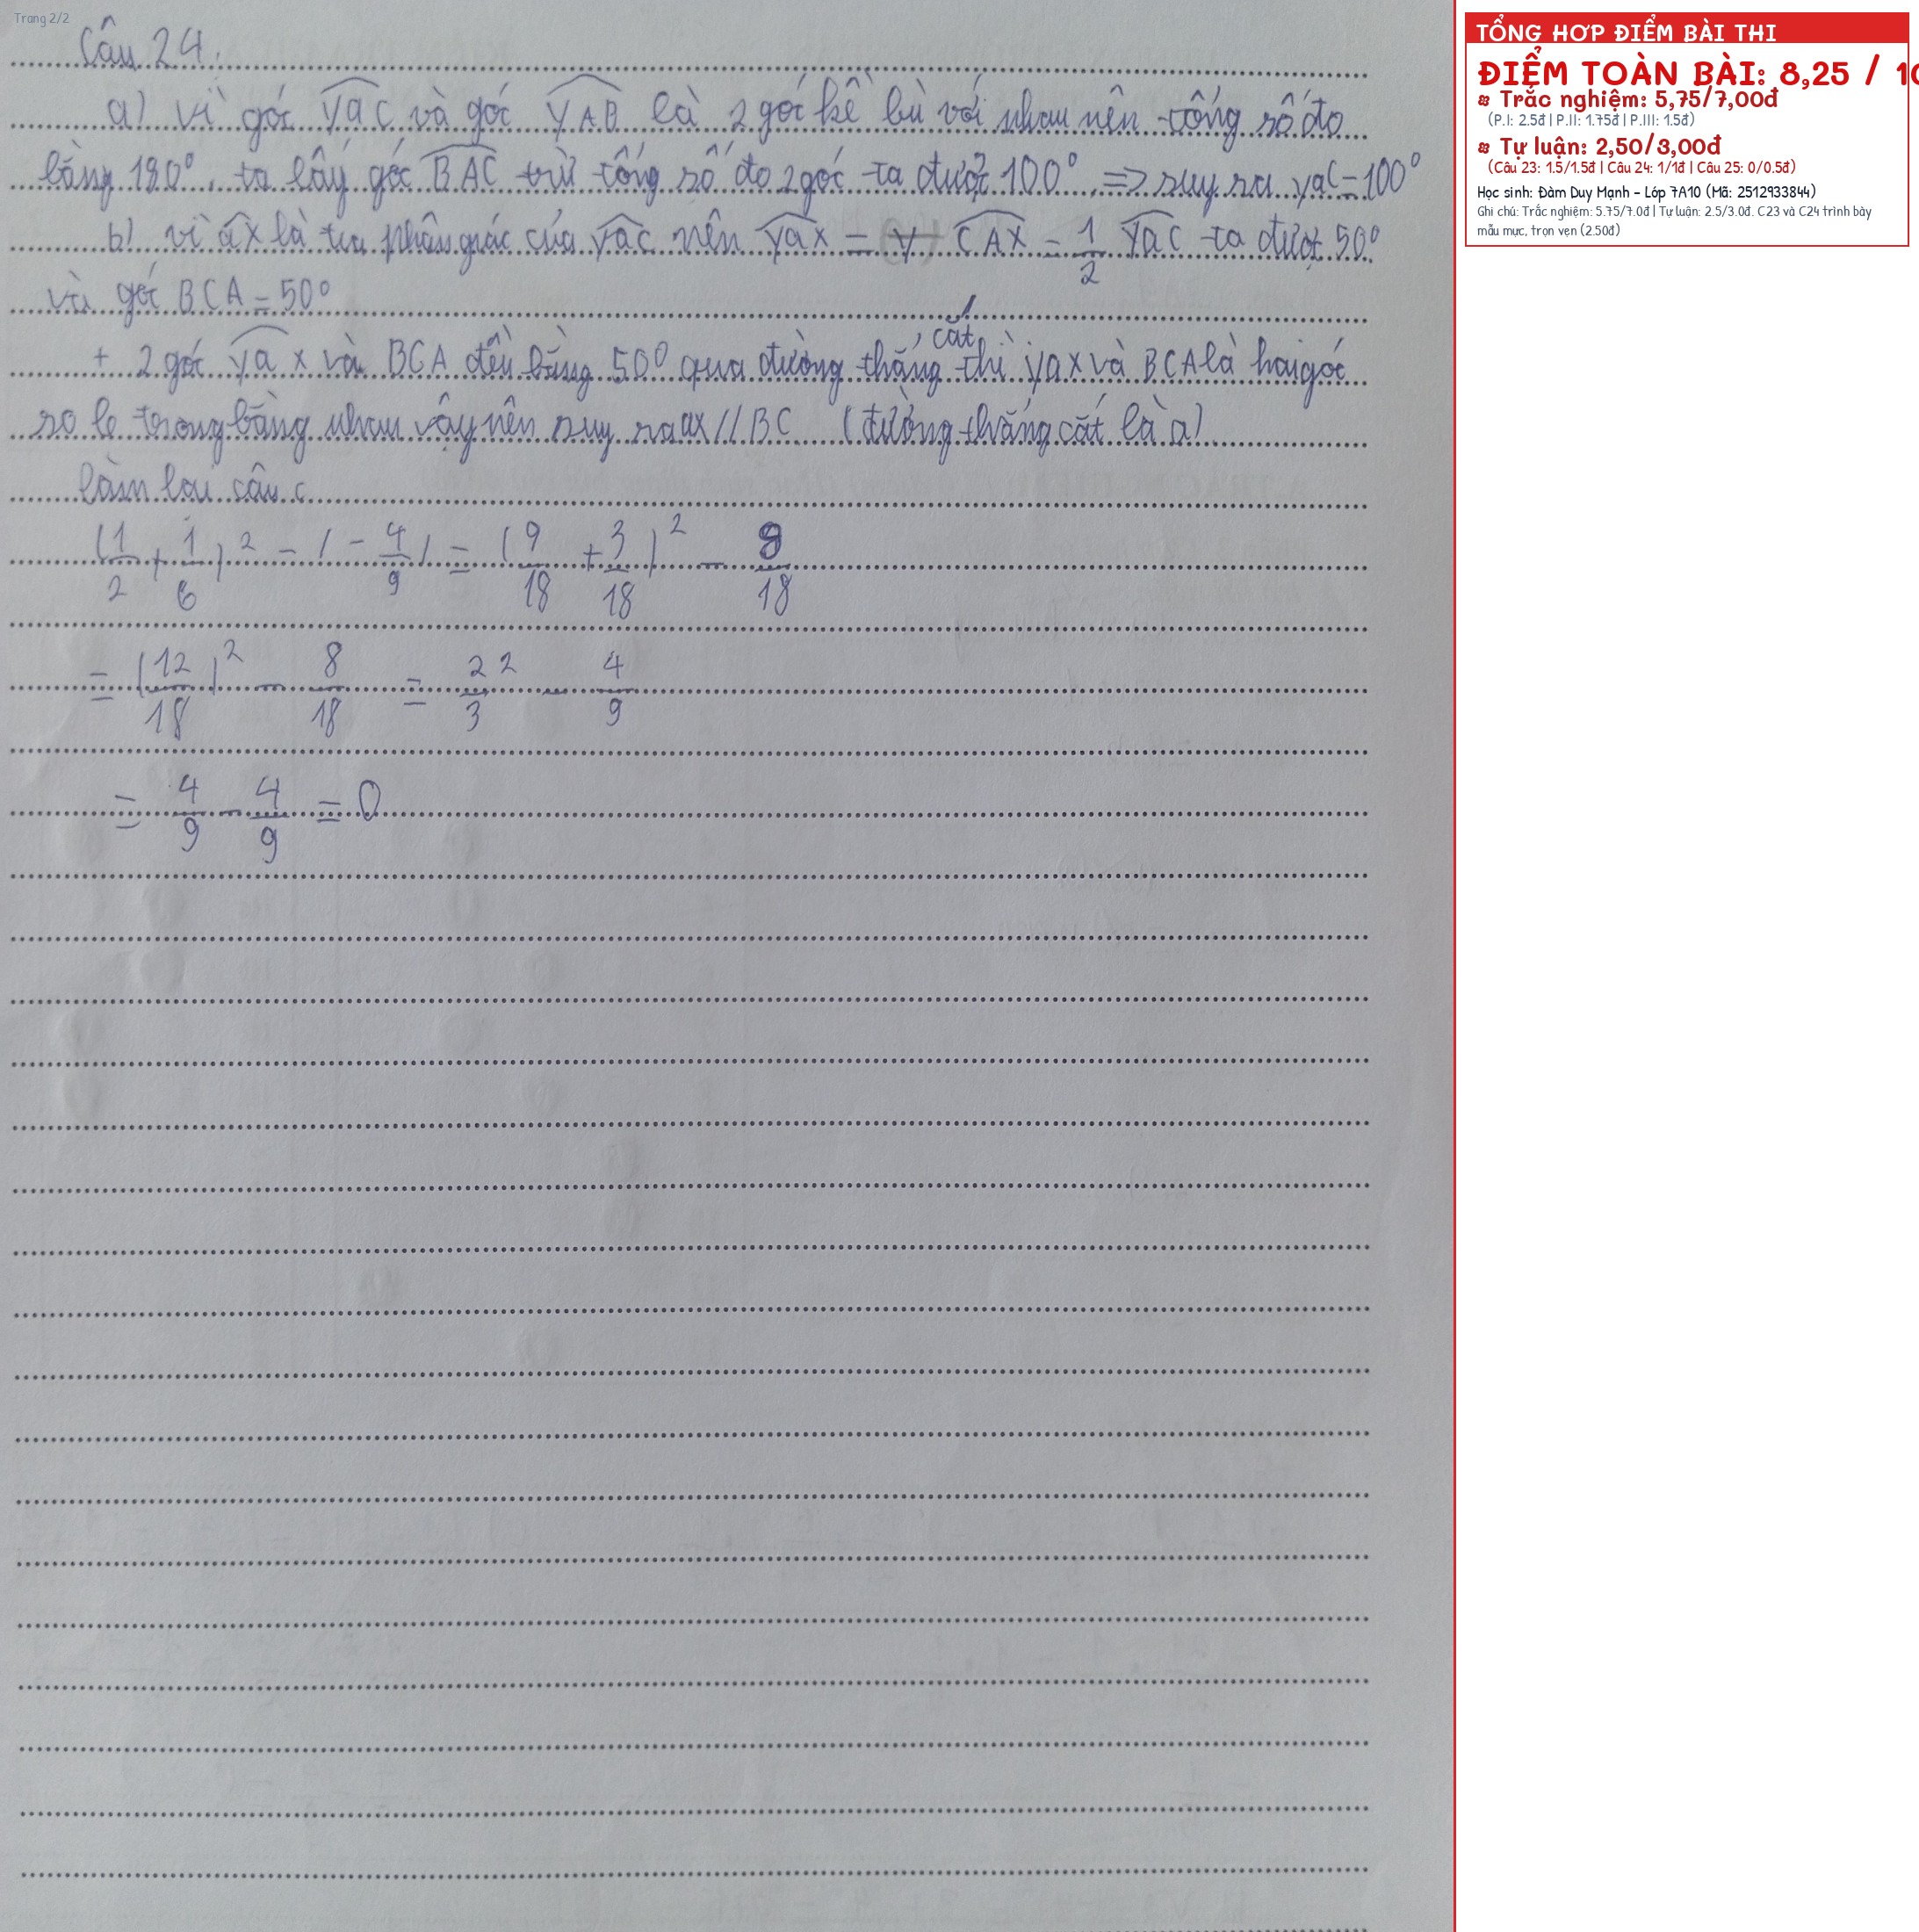 Trang 2/2
Câu 24.
a) vì góc yaC và góc yAB là 2 góc kề bù với nhau nên tổng số đo
bằng 180°, ta lấy góc BAC trừ tổng số đo 2 góc ta được 100° => suy ra yaC = 100°
b) vì ax là tia phân giác của yac nên yax = y CAX = 1/2 yac ta được 50°
và góc BCA = 50°
cắt
+ 2 góc yax và BCA đều bằng 50° qua đường thẳng thì yax và BCA là hai góc
so le trong bằng nhau vậy nên suy ra ax // BC (đường thẳng cắt là a)
làm lại câu c
(1/2 + 1/6)² - / - 4/9 / = (9/18 + 3/18)² - 8/18
= (12/18)² - 8/18 = 2/3 ² - 4/9
= 4/9 - 4/9 = 0
TỔNG HỢP ĐIỂM BÀI THI
ĐIỂM TOÀN BÀI: 8,25 / 10
Trắc nghiệm: 5,75/7,00đ
(P.I: 2.5đ | P.II: 1.75đ | P.III: 1.5đ)
Tự luận: 2,50/3,00đ
(Câu 23: 1.5/1.5đ | Câu 24: 1/1đ | Câu 25: 0/0.5đ)
Học sinh: Đàm Duy Mạnh - Lớp 7A10 (Mã: 2512933844)
Ghi chú: Trắc nghiệm: 5.75/7.0đ | Tự luận: 2.5/3.0đ. C23 và C24 trình bày
mẫu mực, trọn vẹn (2.50đ)